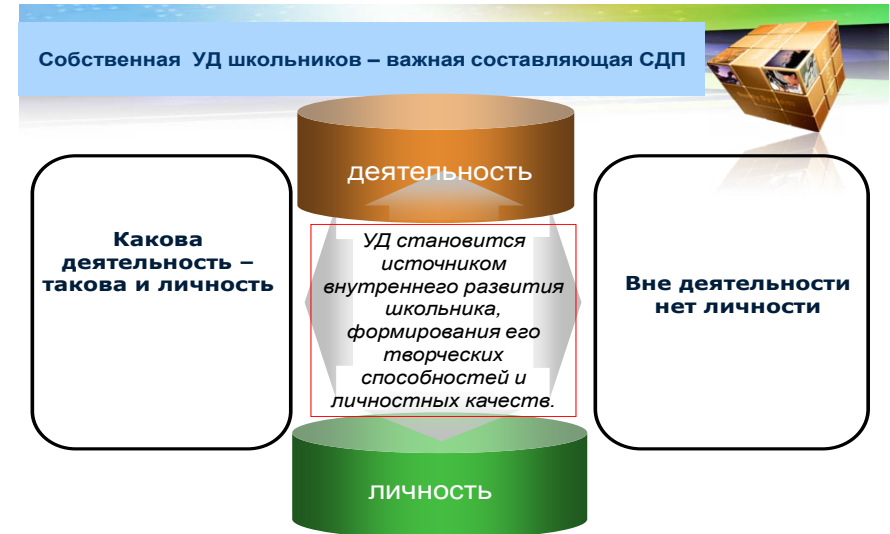 Собственная УД школьников – важная составляющая СДП
деятельность
Какова
деятельность –
такова и личность
УД становится
источником
внутреннего развития
школьника,
формирования его
творческих
способностей и
личностных качеств.
Вне деятельности
нет личности
личность